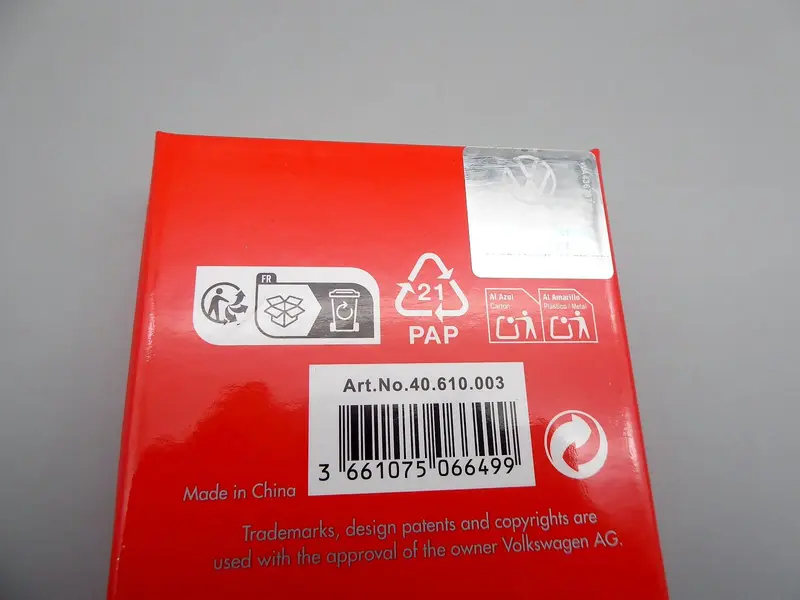 FR
21
PAP
Al Azul
Cartón
Al Amarillo
Plástico / Metal
Art.No.40.610.003
3 661075 066499
Made in China
Trademarks, design patents and copyrights are
used with the approval of the owner Volkswagen AG.